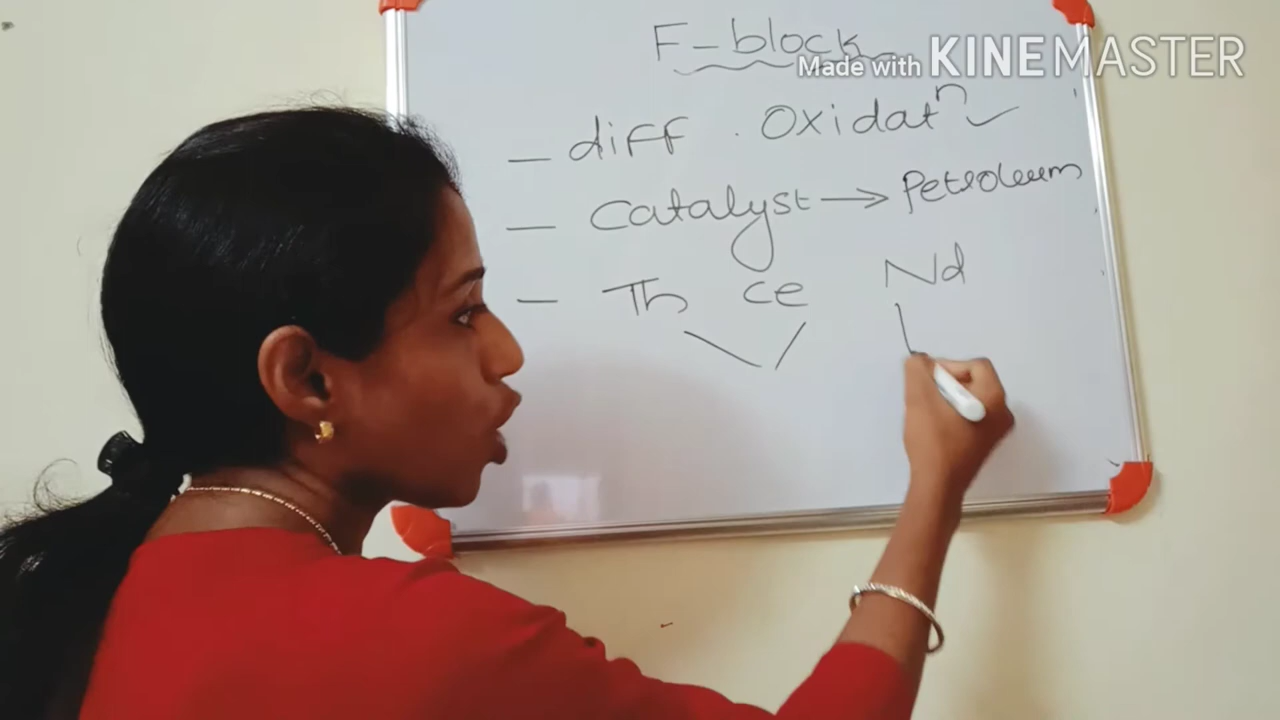 F-block
Made with KINEMASTER
- diff . Oxidatⁿ ✓
- Catalyst → Petroleum
- Th Ce Nd